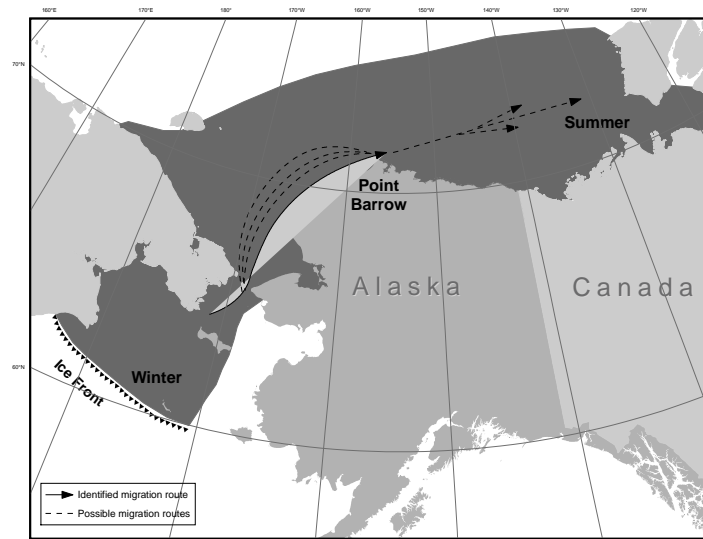 160°E
170°E
180°
170°W
160°W
150°W
140°W
130°W
120°W
70°N
Summer
Point
Barrow
Alaska
Canada
60°N
Winter
Ice Front
Identified migration route
Possible migration routes